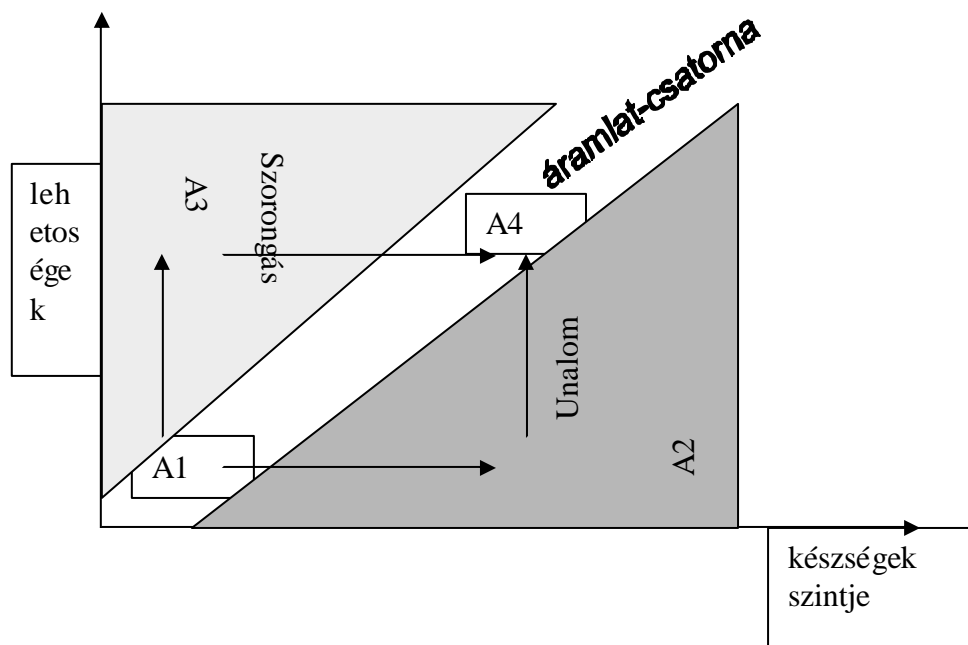 áramlat-csatorna
leh
etos
ége
k
A3
Szorongás
A4
Unalom
A1
A2
készségek
szintje